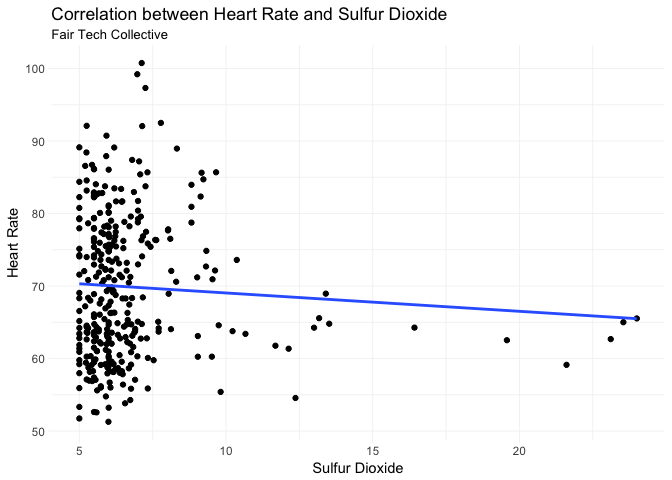 Correlation between Heart Rate and Sulfur Dioxide
Fair Tech Collective
100
90
80
70
60
50
Heart Rate
5
10
15
20
Sulfur Dioxide